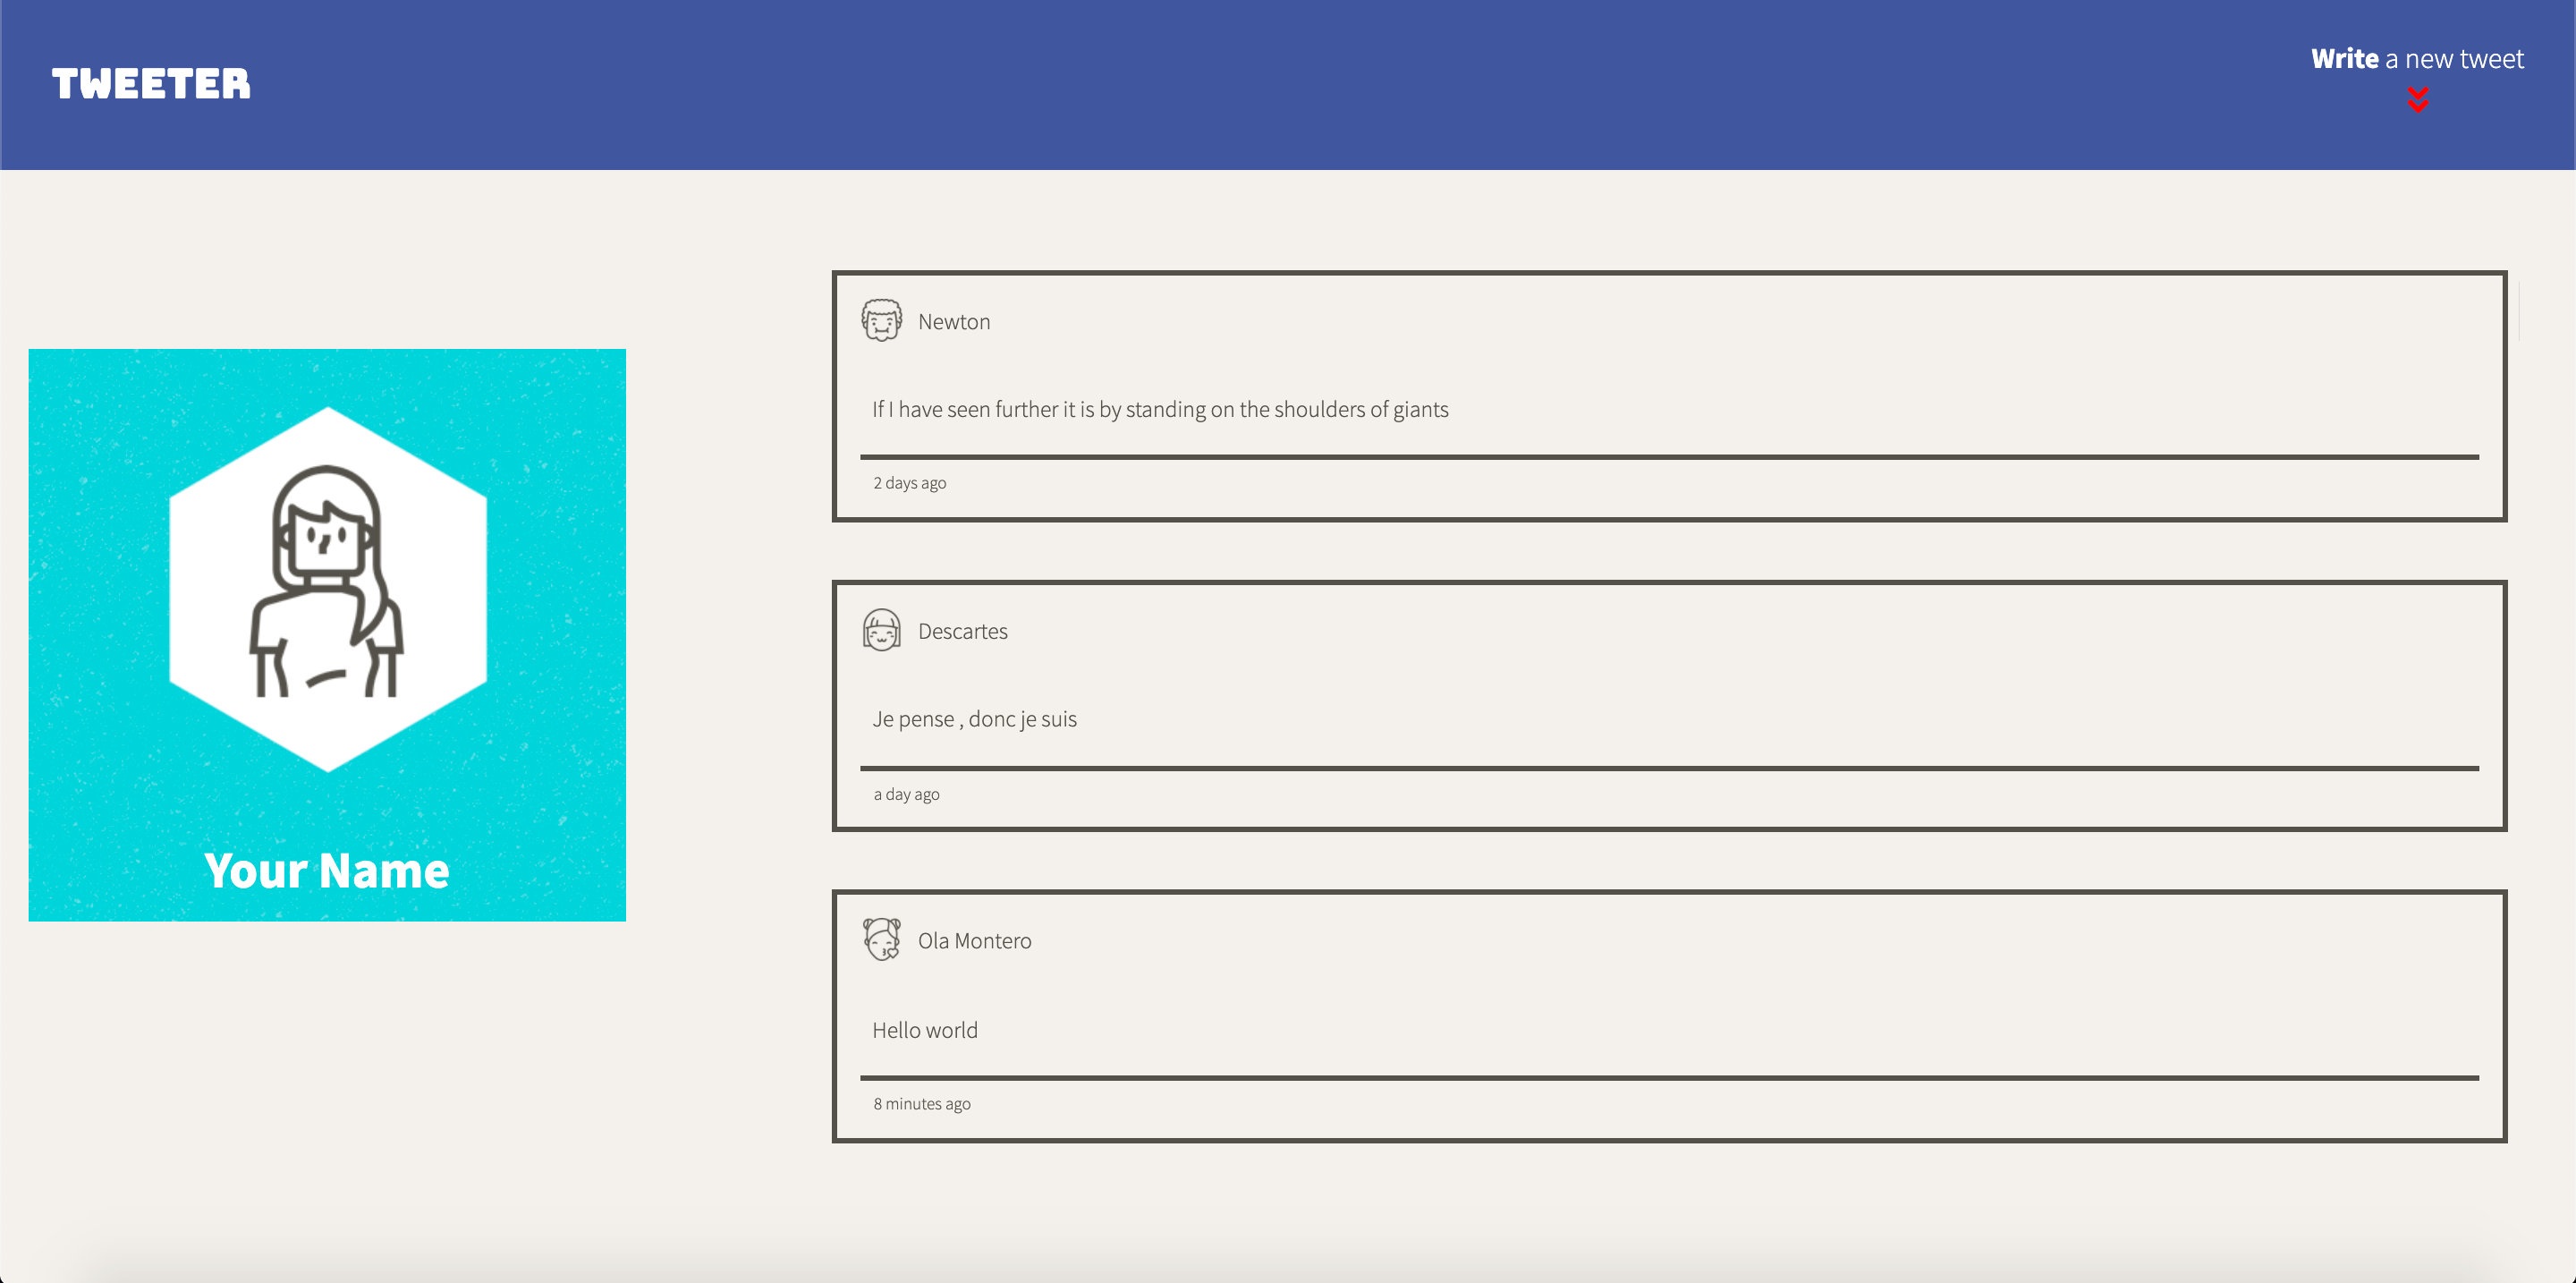 TWEETER
Write a new tweet
Your Name
Newton
If I have seen further it is by standing on the shoulders of giants
2 days ago
Descartes
Je pense , donc je suis
a day ago
Ola Montero
Hello world
8 minutes ago